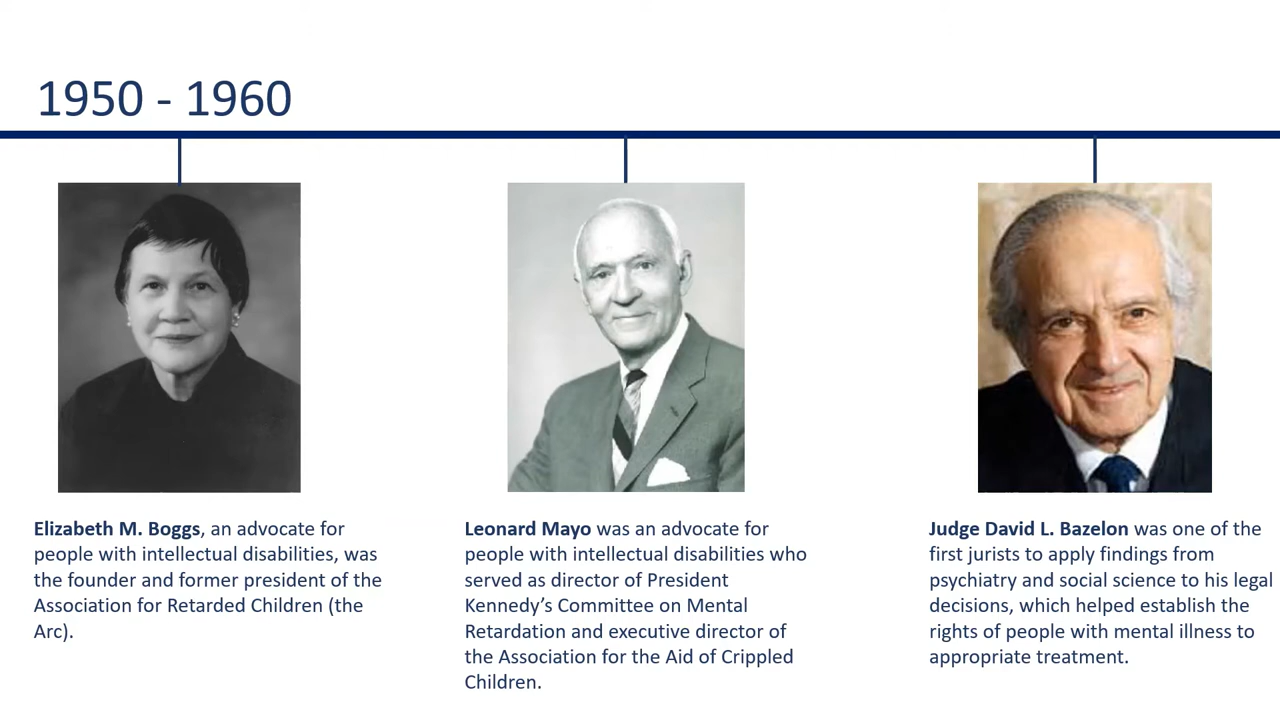 1950 - 1960
Elizabeth M. Boggs, an advocate for
people with intellectual disabilities, was
the founder and former president of the
Association for Retarded Children (the
Arc).
Leonard Mayo was an advocate for
people with intellectual disabilities who
served as director of President
Kennedy’s Committee on Mental
Retardation and executive director of
the Association for the Aid of Crippled
Children.
Judge David L. Bazelon was one of the
first jurists to apply findings from
psychiatry and social science to his legal
decisions, which helped establish the
rights of people with mental illness to
appropriate treatment.